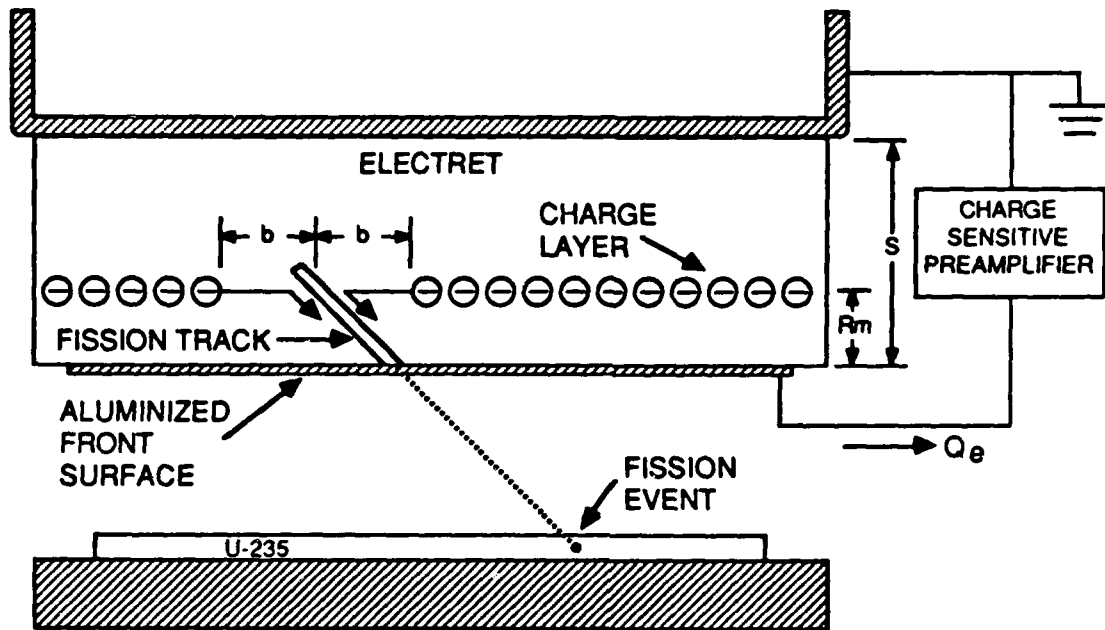 ELECTRET
b
b
CHARGE
LAYER
S
CHARGE
SENSITIVE
PREAMPLIFIER
Rm
FISSION TRACK
ALUMINIZED
FRONT
SURFACE
Qe
FISSION
EVENT
U-235